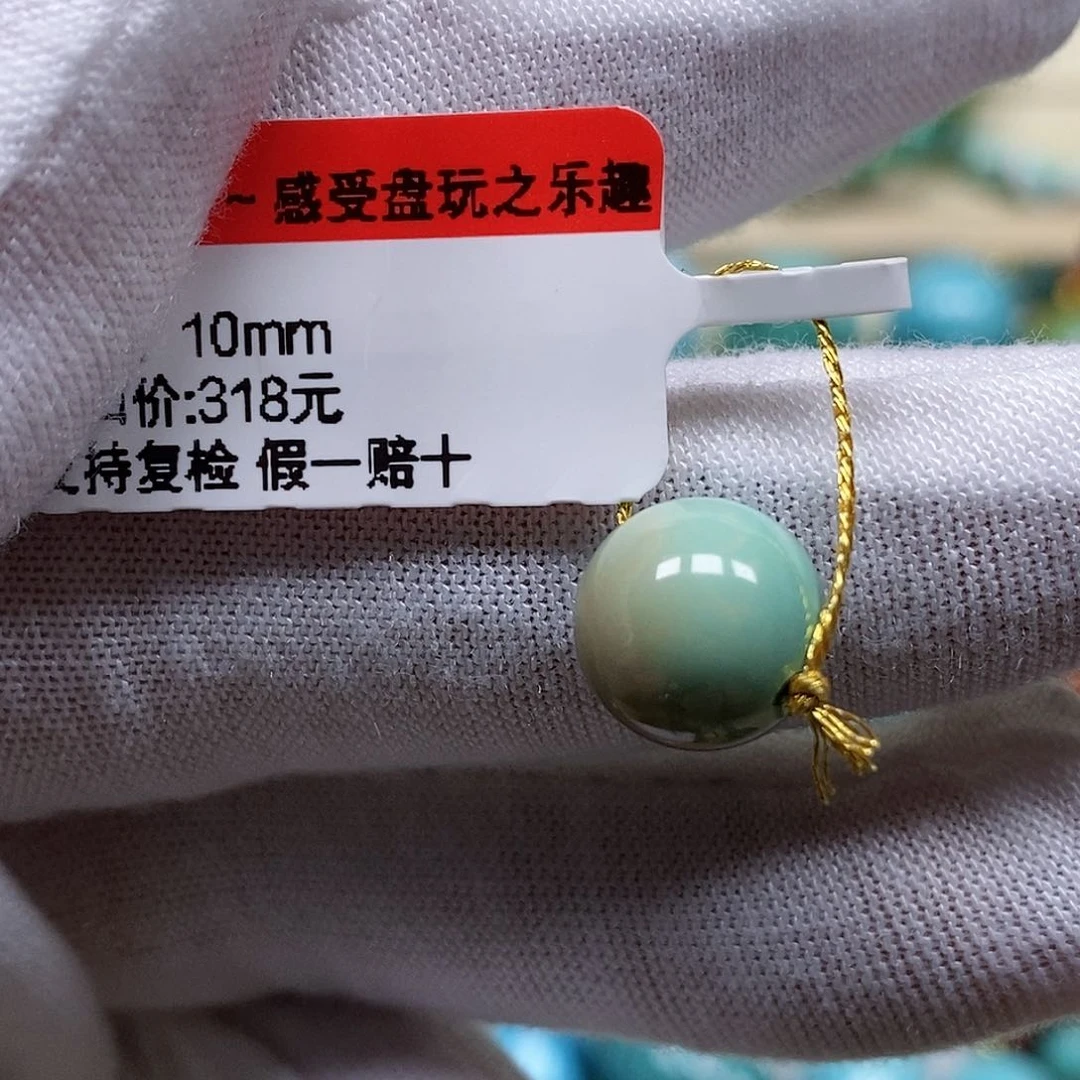 ~感受盘玩之乐趣
10mm
价:318元
持复检 假一赔十